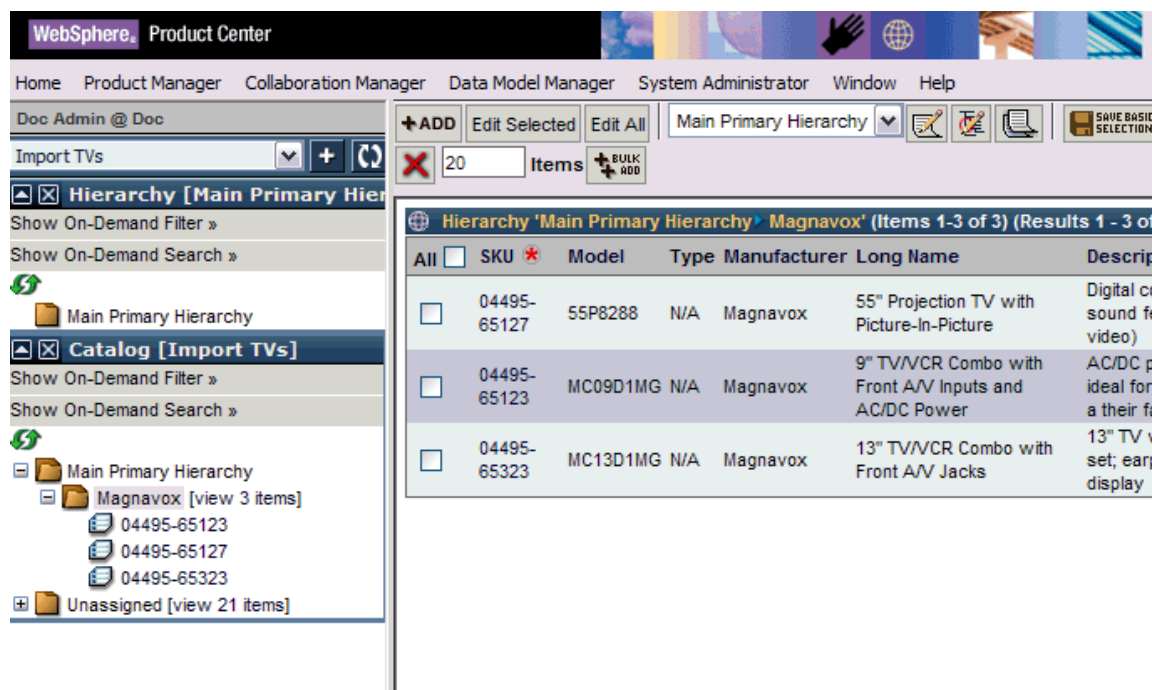 WebSphere. Product Center
Home Product Manager Collaboration Manager Data Model Manager System Administrator Window Help
Doc Admin @ Doc
Import TVs
Hierarchy [Main Primary Hier
Show On-Demand Filter »
Show On-Demand Search »
Main Primary Hierarchy
Catalog [Import TVs]
Show On-Demand Filter »
Show On-Demand Search »
Main Primary Hierarchy
Magnavox [view 3 items]
04495-65123
04495-65127
04495-65323
Unassigned [view 21 items]
+ADD Edit Selected Edit All Main Primary Hierarchy SAVE BASIC
SELECTION
20 Items BULK
ADD
Hierarchy 'Main Primary Hierarchy Magnavox' (Items 1-3 of 3) (Results 1 - 3 of
All SKU * Model Type Manufacturer Long Name Descrip
04495-
65127 55P8288 N/A Magnavox 55" Projection TV with
Picture-In-Picture Digital co
sound fe
video)
04495-
65123 MC09D1MG N/A Magnavox 9" TV/VCR Combo with
Front A/V Inputs and
AC/DC Power AC/DC p
ideal for
a their fa
04495-
65323 MC13D1MG N/A Magnavox 13" TV/VCR Combo with
Front A/V Jacks 13" TV w
set; earp
display